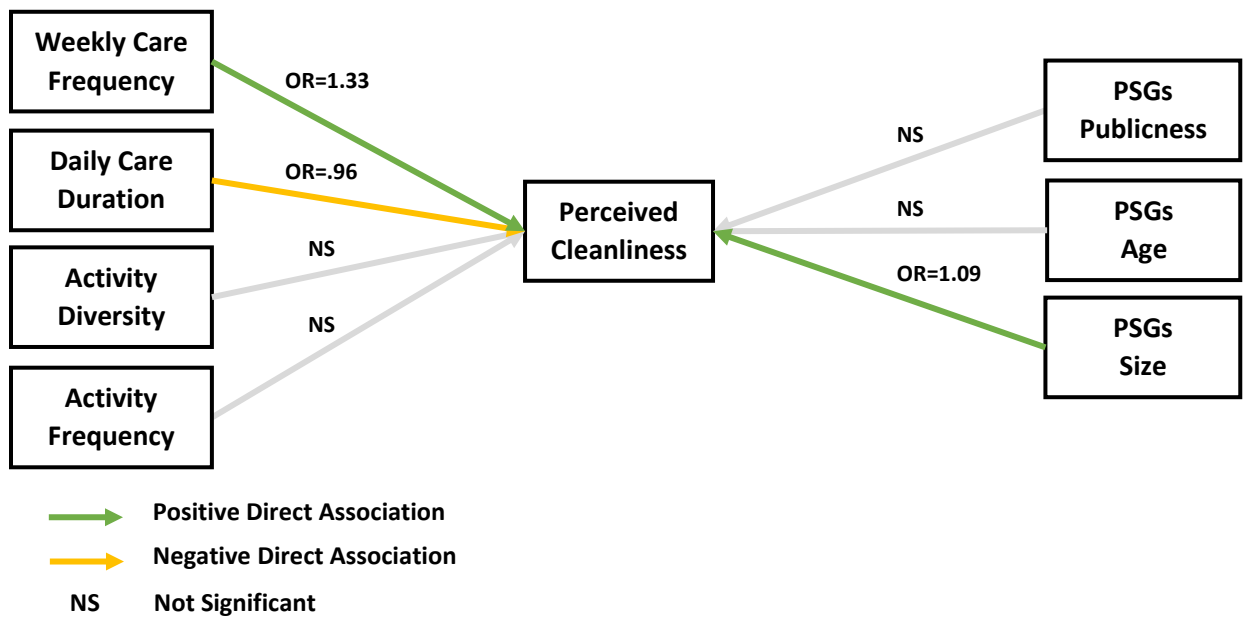 Weekly Care
Frequency
OR=1.33
Daily Care
Duration
OR=.96
Activity
Diversity
NS
NS
Activity
Frequency
Perceived
Cleanliness
PSGs
Publicness
NS
PSGs
Age
NS
OR=1.09
PSGs
Size
Positive Direct Association
Negative Direct Association
NS Not Significant